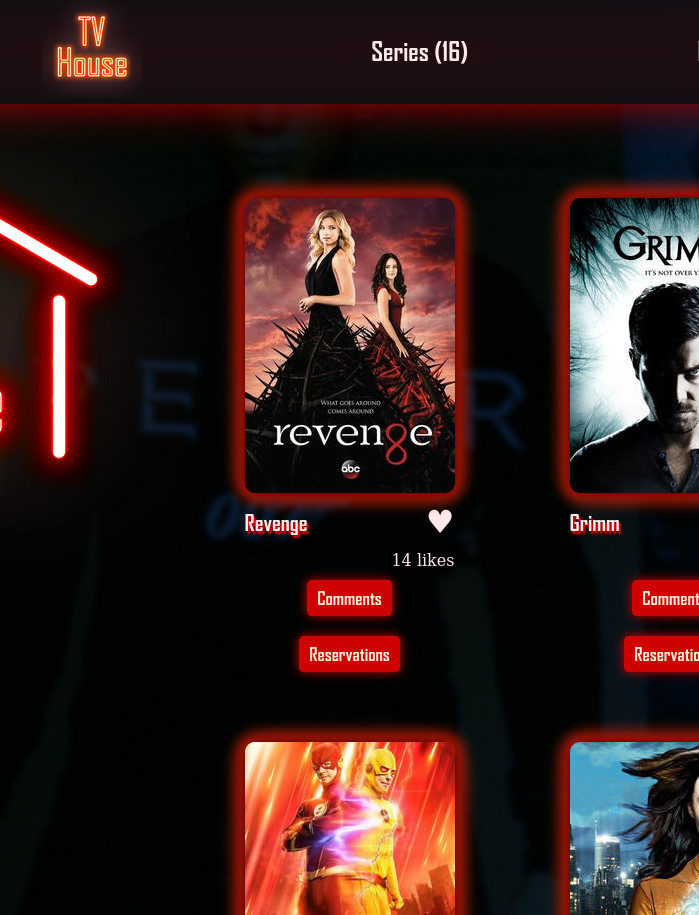 TV
House
Series (16)
WHAT GOES AROUND
COMES AROUND
revenge
abc
GRIM
IT'S NOT OVER Y
Revenge
♥
Grimm
14 likes
Comments
Comment
Reservations
Reservatio